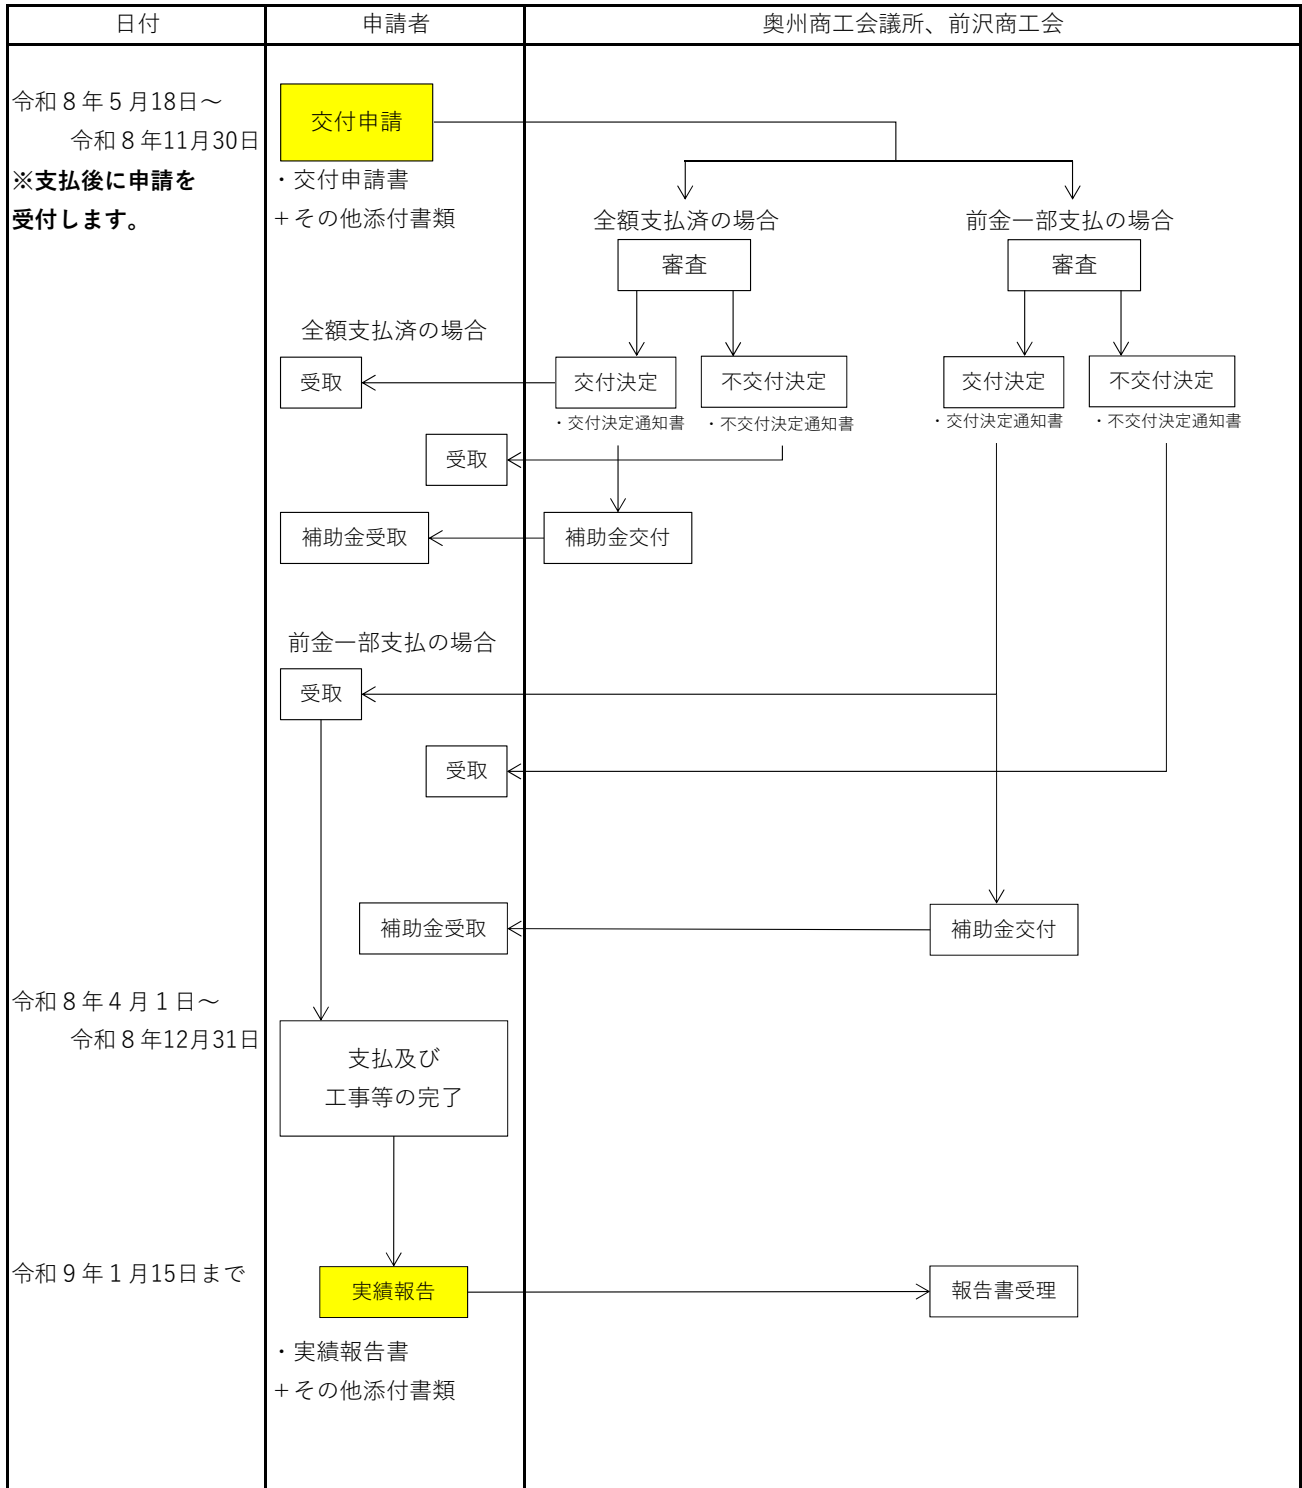 日付
申請者
奥州商工会議所、前沢商工会
令和８年５月18日～
令和８年11月30日
※支払後に申請を
受付します。
交付申請
・交付申請書
＋その他添付書類
全額支払済の場合
前金一部支払の場合
審査
審査
全額支払済の場合
受取
交付決定
不交付決定
交付決定
不交付決定
・交付決定通知書
・不交付決定通知書
・交付決定通知書
・不交付決定通知書
受取
補助金受取
補助金交付
前金一部支払の場合
受取
受取
補助金受取
補助金交付
令和８年４月１日～
令和８年12月31日
支払及び
工事等の完了
令和９年１月15日まで
実績報告
報告書受理
・実績報告書
＋その他添付書類